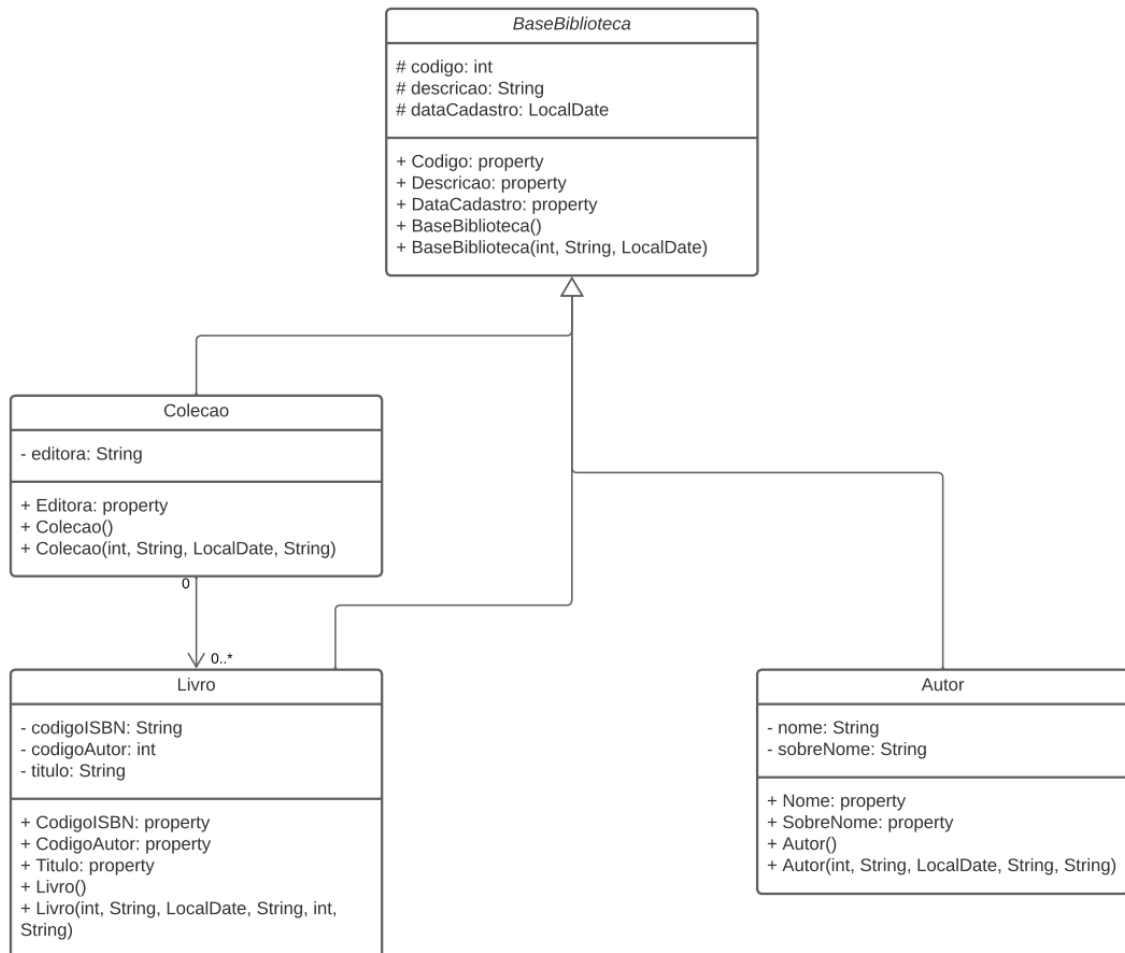 BaseBiblioteca
# codigo: int
# descricao: String
# dataCadastro: LocalDate
+ Codigo: property
+ Descricao: property
+ DataCadastro: property
+ BaseBiblioteca()
+ BaseBiblioteca(int, String, LocalDate)
Colecao
- editora: String
+ Editora: property
+ Colecao()
+ Colecao(int, String, LocalDate, String)
0
0..*
Livro
- codigoISBN: String
- codigoAutor: int
- titulo: String
+ CodigoISBN: property
+ CodigoAutor: property
+ Titulo: property
+ Livro()
+ Livro(int, String, LocalDate, String, int,
String)
Autor
- nome: String
- sobreNome: String
+ Nome: property
+ SobreNome: property
+ Autor()
+ Autor(int, String, LocalDate, String, String)